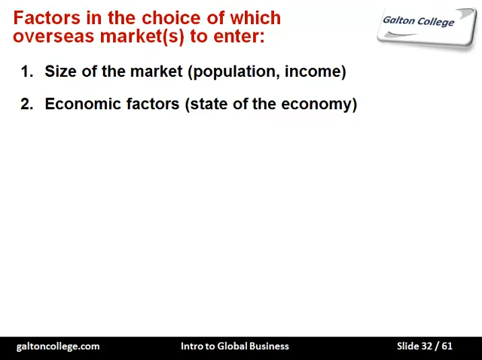 Factors in the choice of which
overseas market(s) to enter:
Galton College
1. Size of the market (population, income)
2. Economic factors (state of the economy)
galtoncollege.com
Intro to Global Business
Slide 32 / 61